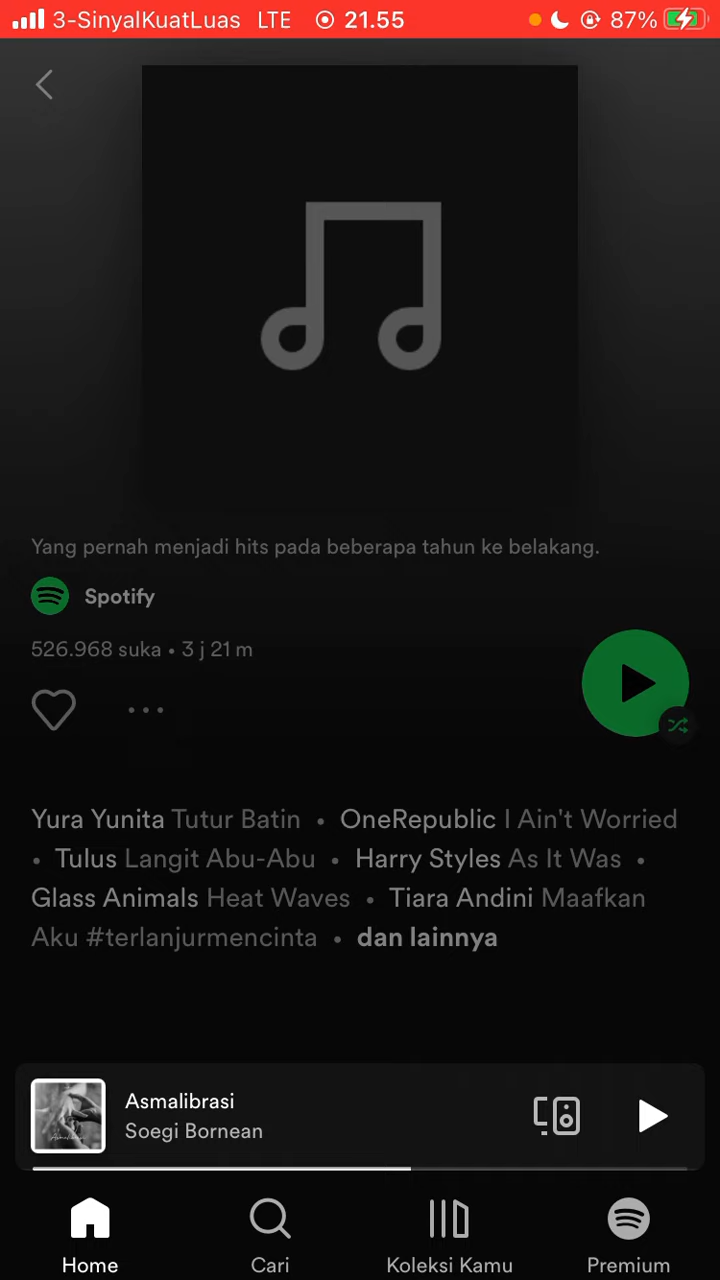 3-SinyalKuatLuas LTE 21.55 87%
Yang pernah menjadi hits pada beberapa tahun ke belakang.
Spotify
526.968 suka • 3 j 21 m
Yura Yunita Tutur Batin • OneRepublic I Ain't Worried
• Tulus Langit Abu-Abu • Harry Styles As It Was •
Glass Animals Heat Waves • Tiara Andini Maafkan
Aku #terlanjurmencinta • dan lainnya
Asmalibrasi
Soegi Bornean
Home Cari Koleksi Kamu Premium